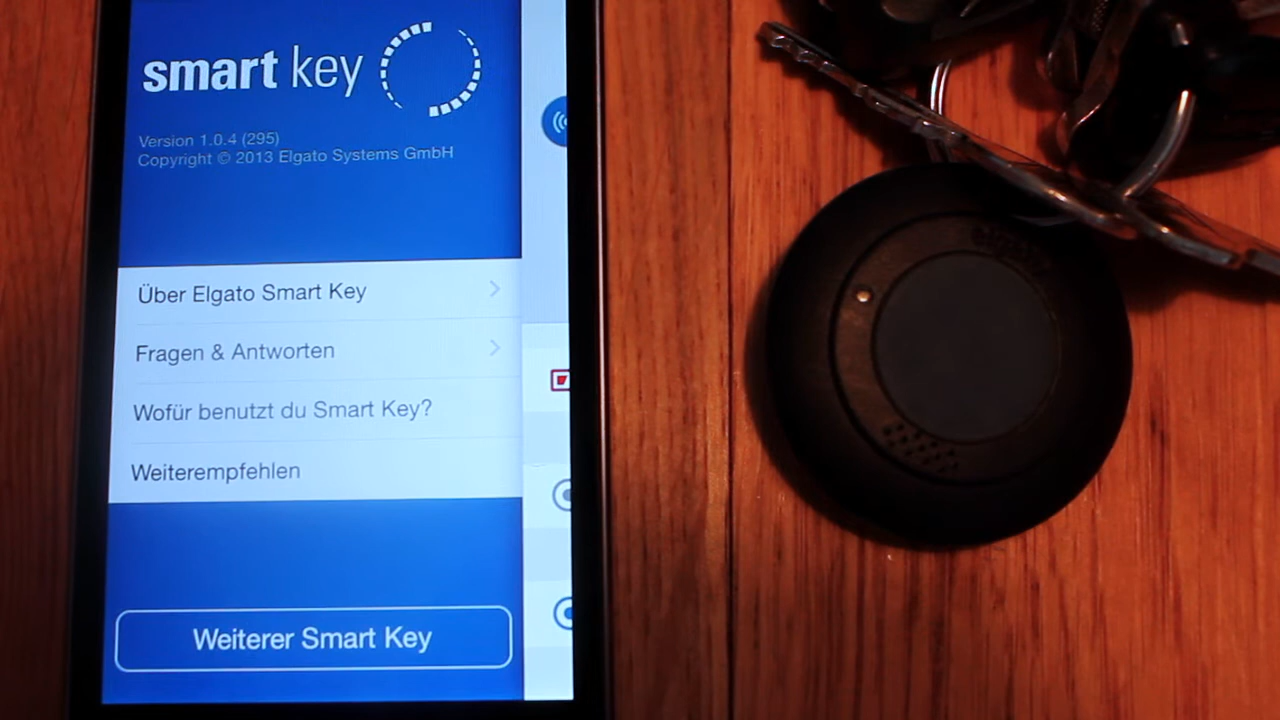 smart key
Version 1.0.4 (295)
Copyright © 2013 Elgato Systems GmbH
Über Elgato Smart Key
Fragen & Antworten
Wofür benutzt du Smart Key?
Weiterempfehlen
Weiterer Smart Key
elgato